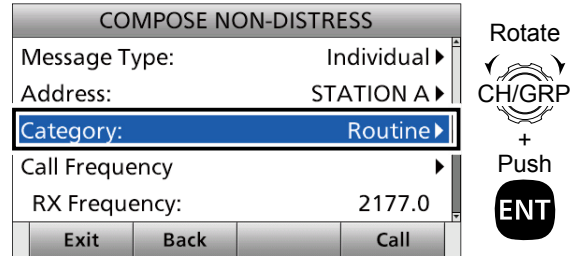 COMPOSE NON-DISTRESS
Message Type: Individual
Address: STATION A
Category: Routine
Call Frequency
RX Frequency: 2177.0
Exit Back Call
Rotate
CH/GRP
+
Push
ENT